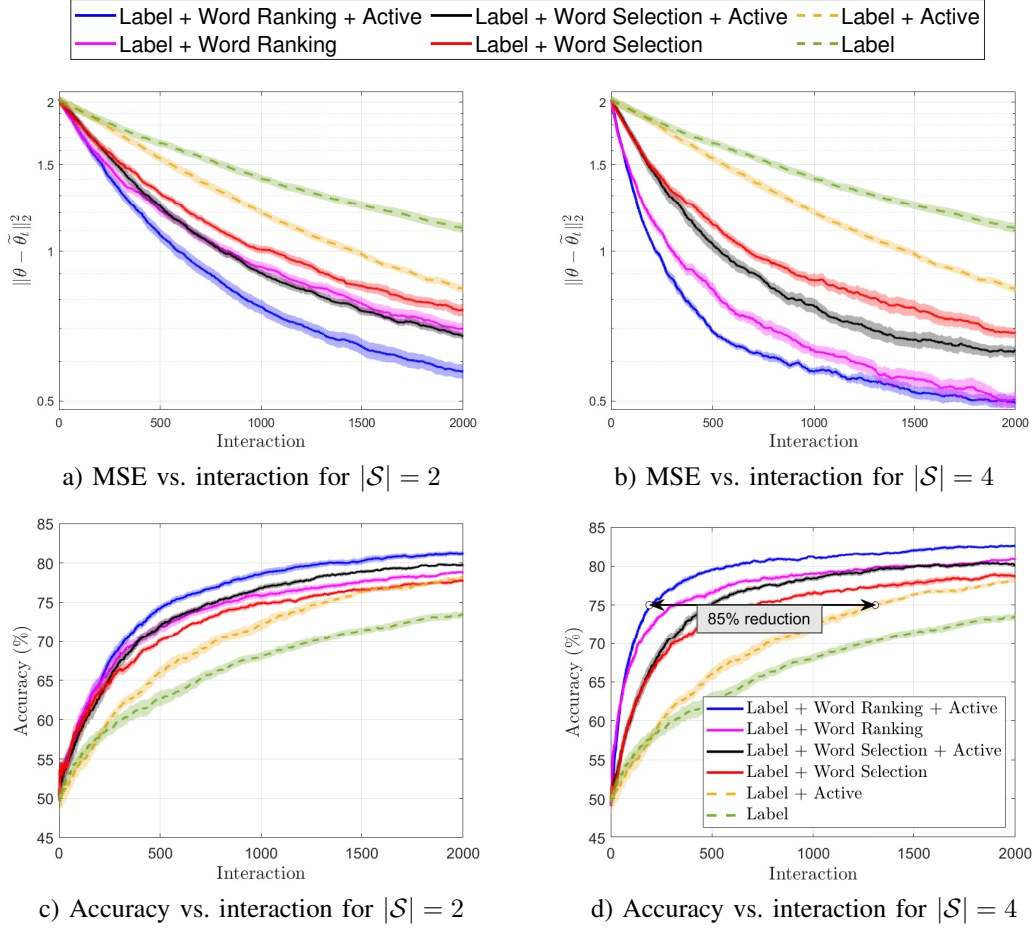 Label + Word Ranking + Active Label + Word Selection + Active Label + Active
Label + Word Ranking Label + Word Selection Label
2
1.5
1
0.5
‖θ − θ̃_t‖₂²
0 500 1000 1500 2000
Interaction
a) MSE vs. interaction for |𝒮| = 2
2
1.5
1
0.5
‖θ − θ̃_t‖₂²
0 500 1000 1500 2000
Interaction
b) MSE vs. interaction for |𝒮| = 4
85
80
75
70
65
60
55
50
45
Accuracy (%)
0 500 1000 1500 2000
Interaction
c) Accuracy vs. interaction for |𝒮| = 2
85
80
75
70
65
60
55
50
45
Accuracy (%)
85% reduction
Label + Word Ranking + Active
Label + Word Ranking
Label + Word Selection + Active
Label + Word Selection
Label + Active
Label
0 500 1000 1500 2000
Interaction
d) Accuracy vs. interaction for |𝒮| = 4